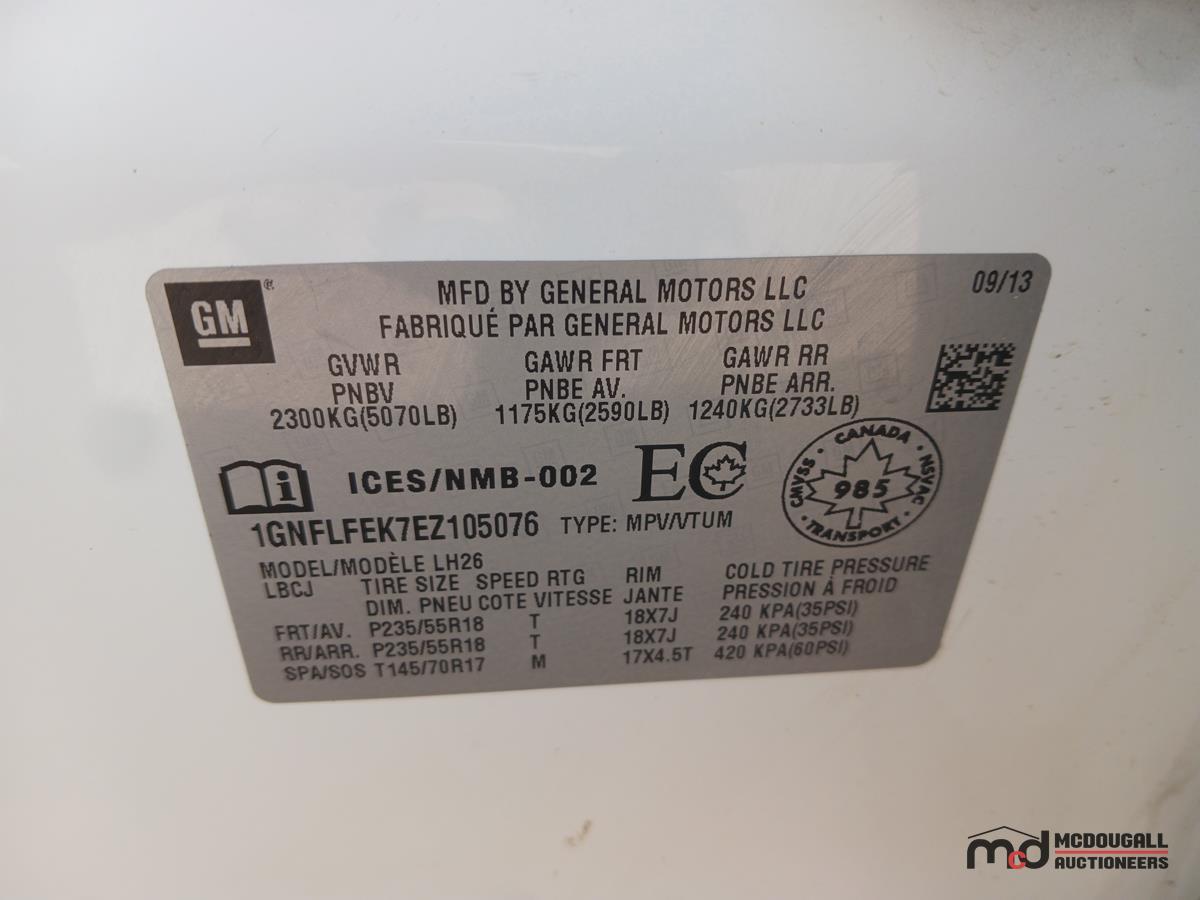 GM®
MFD BY GENERAL MOTORS LLC
09/13
FABRIQUÉ PAR GENERAL MOTORS LLC
GVWR GAWR FRT GAWR RR
PNBV PNBE AV. PNBE ARR.
2300KG(5070LB) 1175KG(2590LB) 1240KG(2733LB)
ICES/NMB-002 EC
CANADA CMVSS NSVAC 985 TRANSPORT
1GNFLFEK7EZ105076 TYPE: MPV/VTUM
MODEL/MODÈLE LH26
LBCJ TIRE SIZE SPEED RTG RIM COLD TIRE PRESSURE
DIM. PNEU COTE VITESSE JANTE PRESSION À FROID
FRT/AV. P235/55R18 T 18X7J 240 KPA(35PSI)
RR/ARR. P235/55R18 T 18X7J 240 KPA(35PSI)
SPA/SOS T145/70R17 M 17X4.5T 420 KPA(60PSI)
mcd MCDOUGALL
AUCTIONEERS